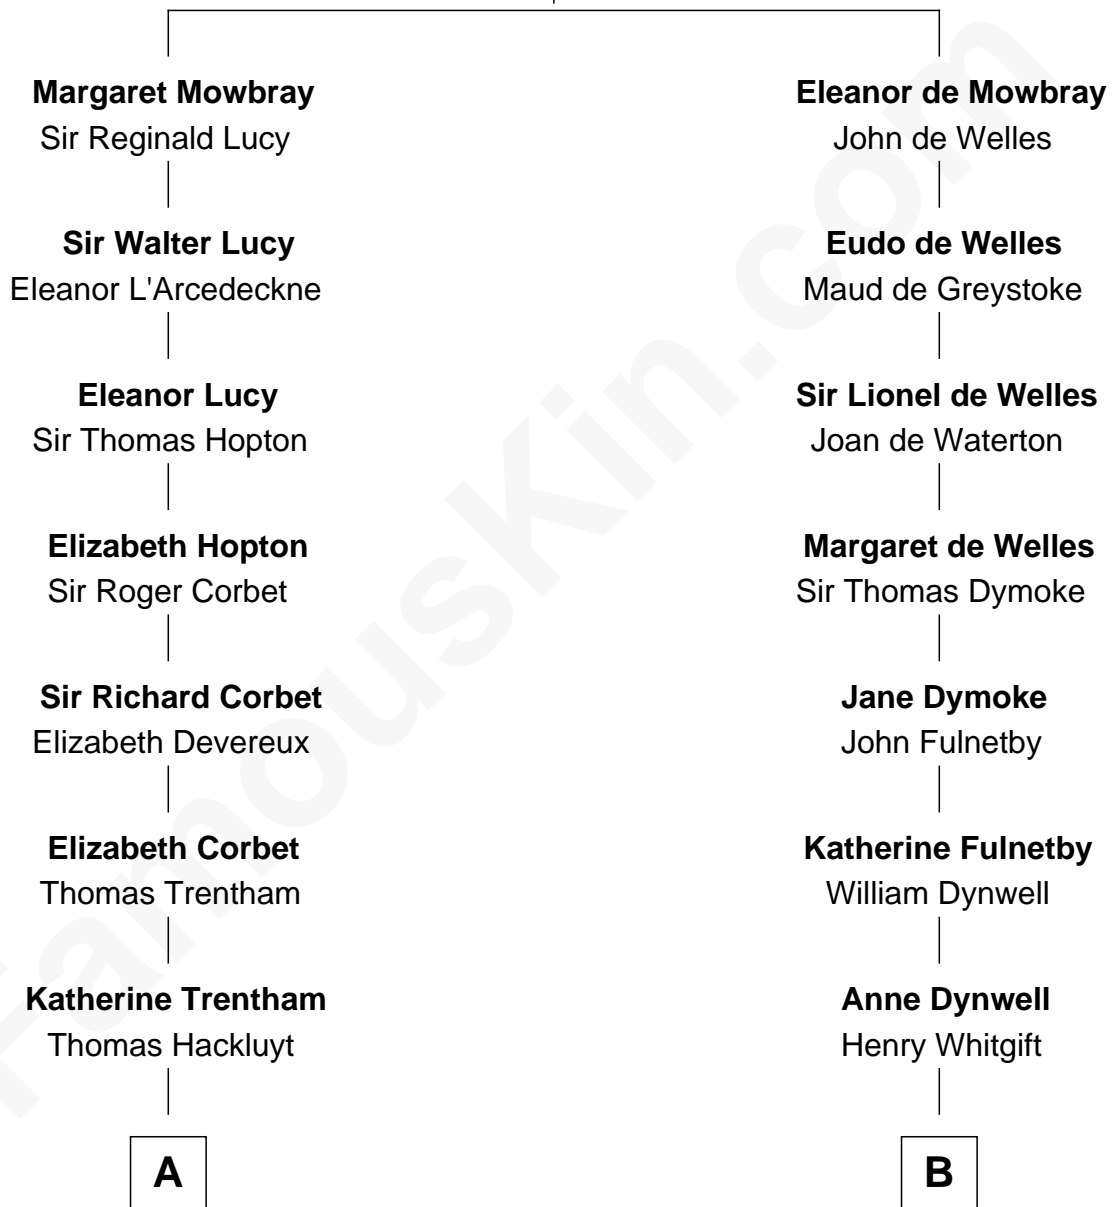 Margaret Mowbray
Sir Reginald Lucy
Sir Walter Lucy
Eleanor L'Arcedeckne
Eleanor Lucy
Sir Thomas Hopton
Elizabeth Hopton
Sir Roger Corbet
Sir Richard Corbet
Elizabeth Devereux
Elizabeth Corbet
Thomas Trentham
Katherine Trentham
Thomas Hackluyt
A
Eleanor de Mowbray
John de Welles
Eudo de Welles
Maud de Greystoke
Sir Lionel de Welles
Joan de Waterton
Margaret de Welles
Sir Thomas Dymoke
Jane Dymoke
John Fulnetby
Katherine Fulnetby
William Dynwell
Anne Dynwell
Henry Whitgift
B
FamousKin.com